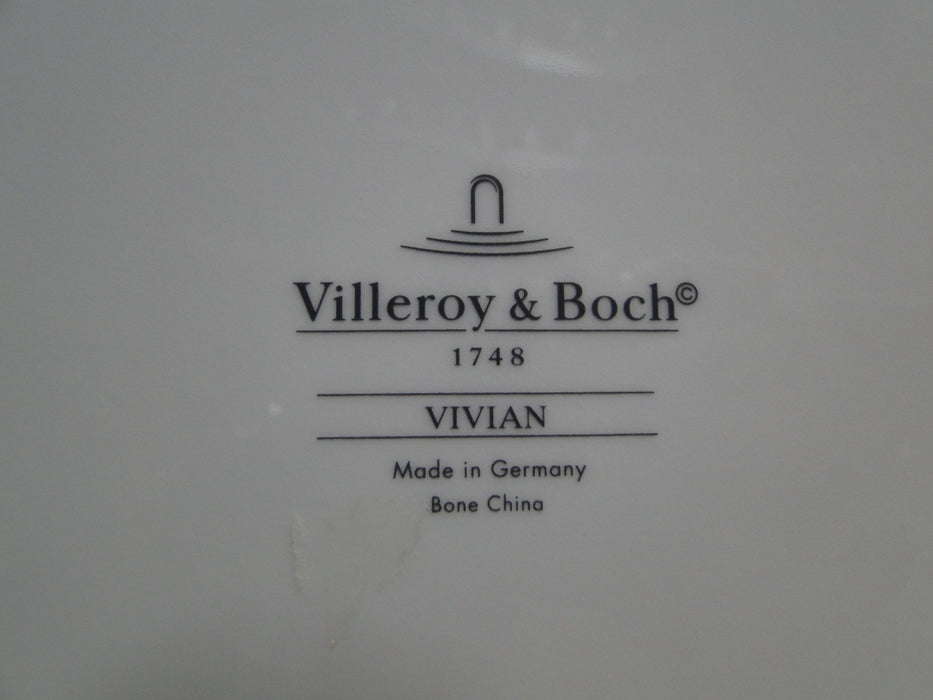 Villeroy & Boch©
1748
VIVIAN
Made in Germany
Bone China